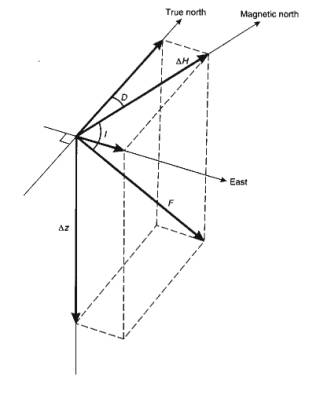 True north
Magnetic north
ΔH
D
I
East
F
Δz